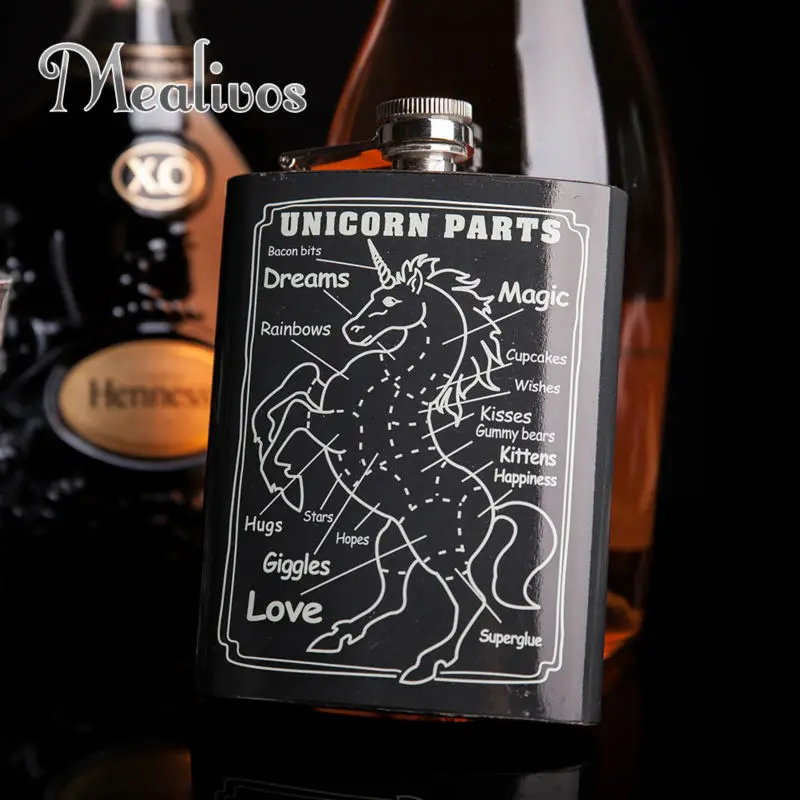 Mealivos
XO
Hennessy
UNICORN PARTS
Bacon bits
Dreams
Magic
Rainbows
Cupcakes
Wishes
Kisses
Gummy bears
Kittens
Happiness
Hugs
Stars
Hopes
Giggles
Love
Superglue